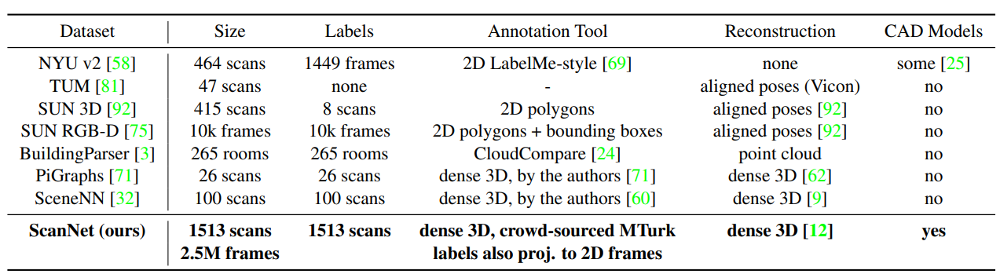 Dataset Size Labels Annotation Tool Reconstruction CAD Models
NYU v2 [58] 464 scans 1449 frames 2D LabelMe-style [69] none some [25]
TUM [81] 47 scans none - aligned poses (Vicon) no
SUN 3D [92] 415 scans 8 scans 2D polygons aligned poses [92] no
SUN RGB-D [75] 10k frames 10k frames 2D polygons + bounding boxes aligned poses [92] no
BuildingParser [3] 265 rooms 265 rooms CloudCompare [24] point cloud no
PiGraphs [71] 26 scans 26 scans dense 3D, by the authors [71] dense 3D [62] no
SceneNN [32] 100 scans 100 scans dense 3D, by the authors [60] dense 3D [9] no
ScanNet (ours) 1513 scans 1513 scans dense 3D, crowd-sourced MTurk dense 3D [12] yes
2.5M frames labels also proj. to 2D frames